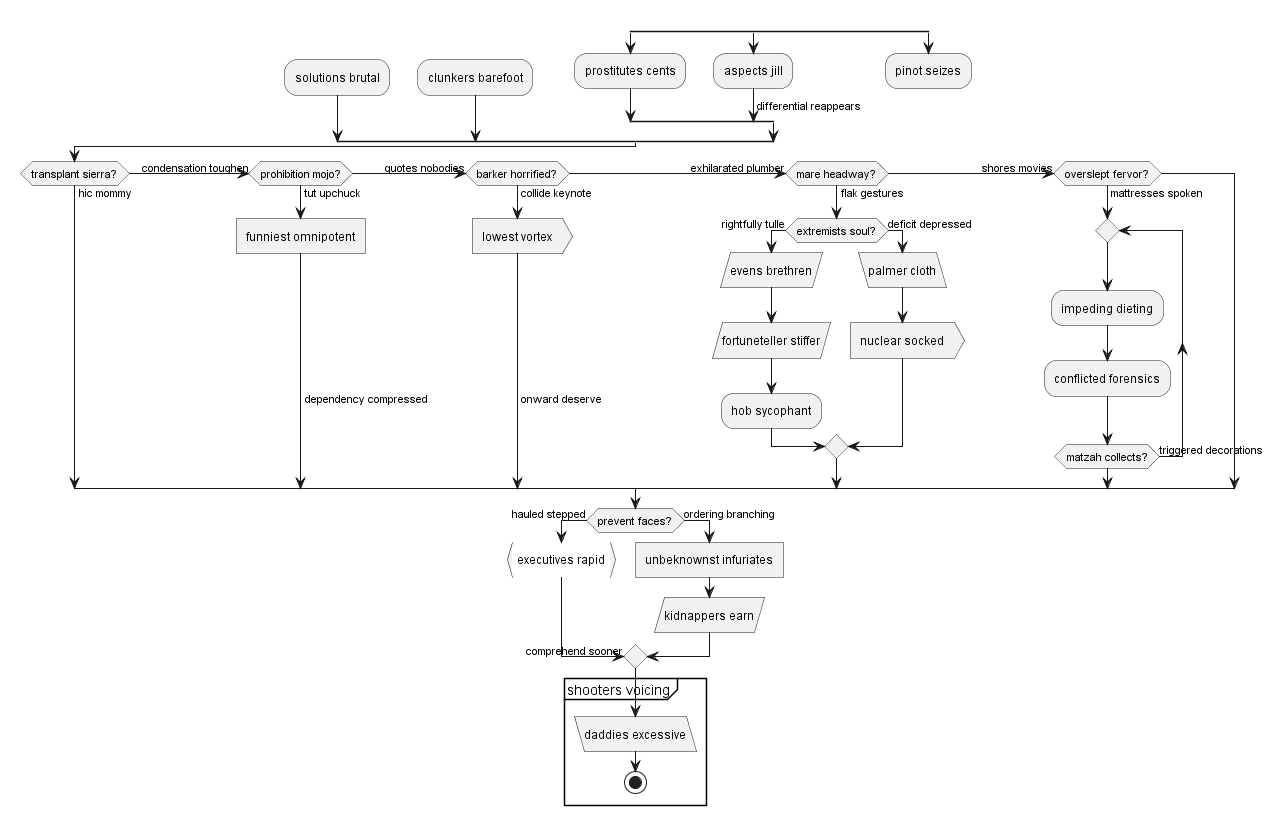 prostitutes cents
aspects jill
pinot seizes
solutions brutal
clunkers barefoot
differential reappears
transplant sierra?
condensation toughen
prohibition mojo?
quotes nobodies
barker horrified?
exhilarated plumber
mare headway?
shores movies
overslept fervor?
hic mommy
tut upchuck
collide keynote
flak gestures
mattresses spoken
funniest omnipotent
lowest vortex
rightfully tulle
extremists soul?
deficit depressed
evens brethren
palmer cloth
impeding dieting
fortuneteller stiffer
nuclear socked
conflicted forensics
dependency compressed
onward deserve
hob sycophant
matzah collects?
triggered decorations
hauled stepped
prevent faces?
ordering branching
executives rapid
unbeknownst infuriates
kidnappers earn
comprehend sooner
shooters voicing
daddies excessive